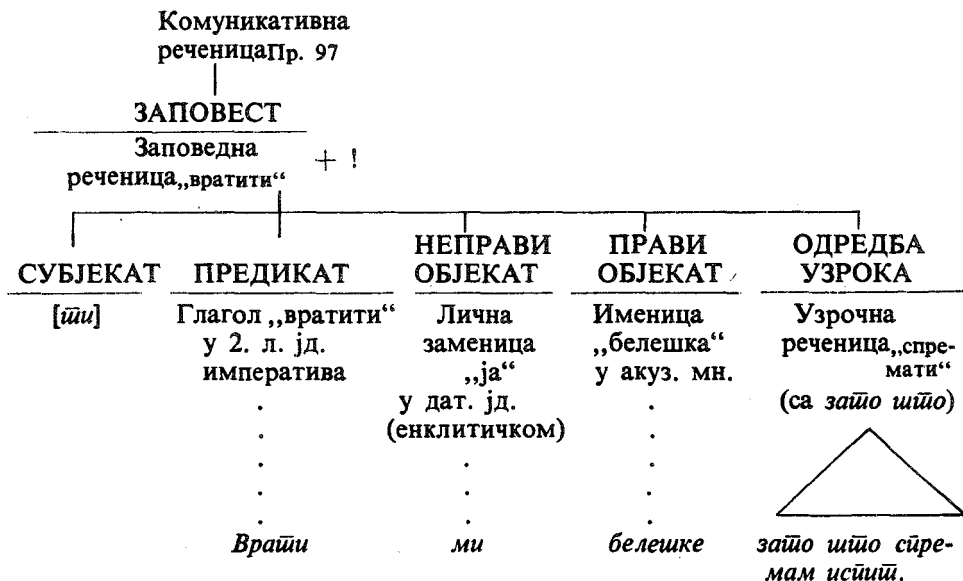 Комуникативна
реченица Пр. 97
ЗАПОВЕСТ
Заповедна
реченица „вратити“
+ !
СУБЈЕКАТ
[ти]
ПРЕДИКАТ
Глагол „вратити“
у 2. л. јд.
императива
Врати
НЕПРАВИ
ОБЈЕКАТ
Лична
заменица
„ја“
у дат. јд.
(енклитичком)
ми
ПРАВИ
ОБЈЕКАТ
Именица
„белешка“
у акуз. мн.
белешке
ОДРЕДБА
УЗРОКА
Узрочна
реченица „спре-
мати“
(са зато што)
зато што спре-
мам испит.